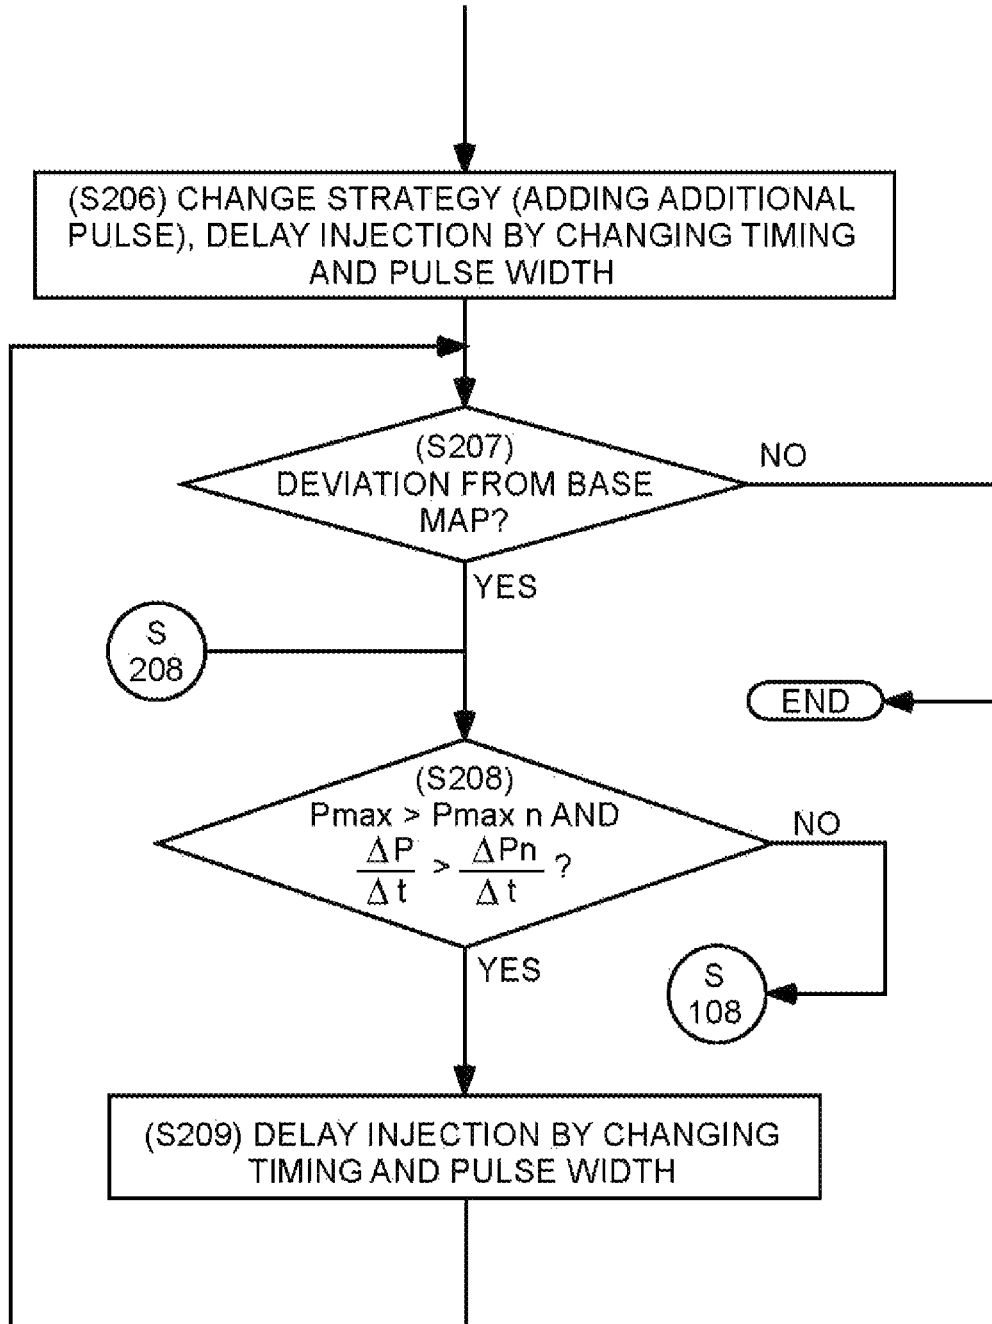 (S206) CHANGE STRATEGY (ADDING ADDITIONAL
PULSE), DELAY INJECTION BY CHANGING TIMING
AND PULSE WIDTH
(S207)
DEVIATION FROM BASE
MAP?
NO
YES
S
208
END
(S208)
Pmax > Pmax n AND
ΔP/Δt > ΔPn/Δt ?
NO
YES
S
108
(S209) DELAY INJECTION BY CHANGING
TIMING AND PULSE WIDTH